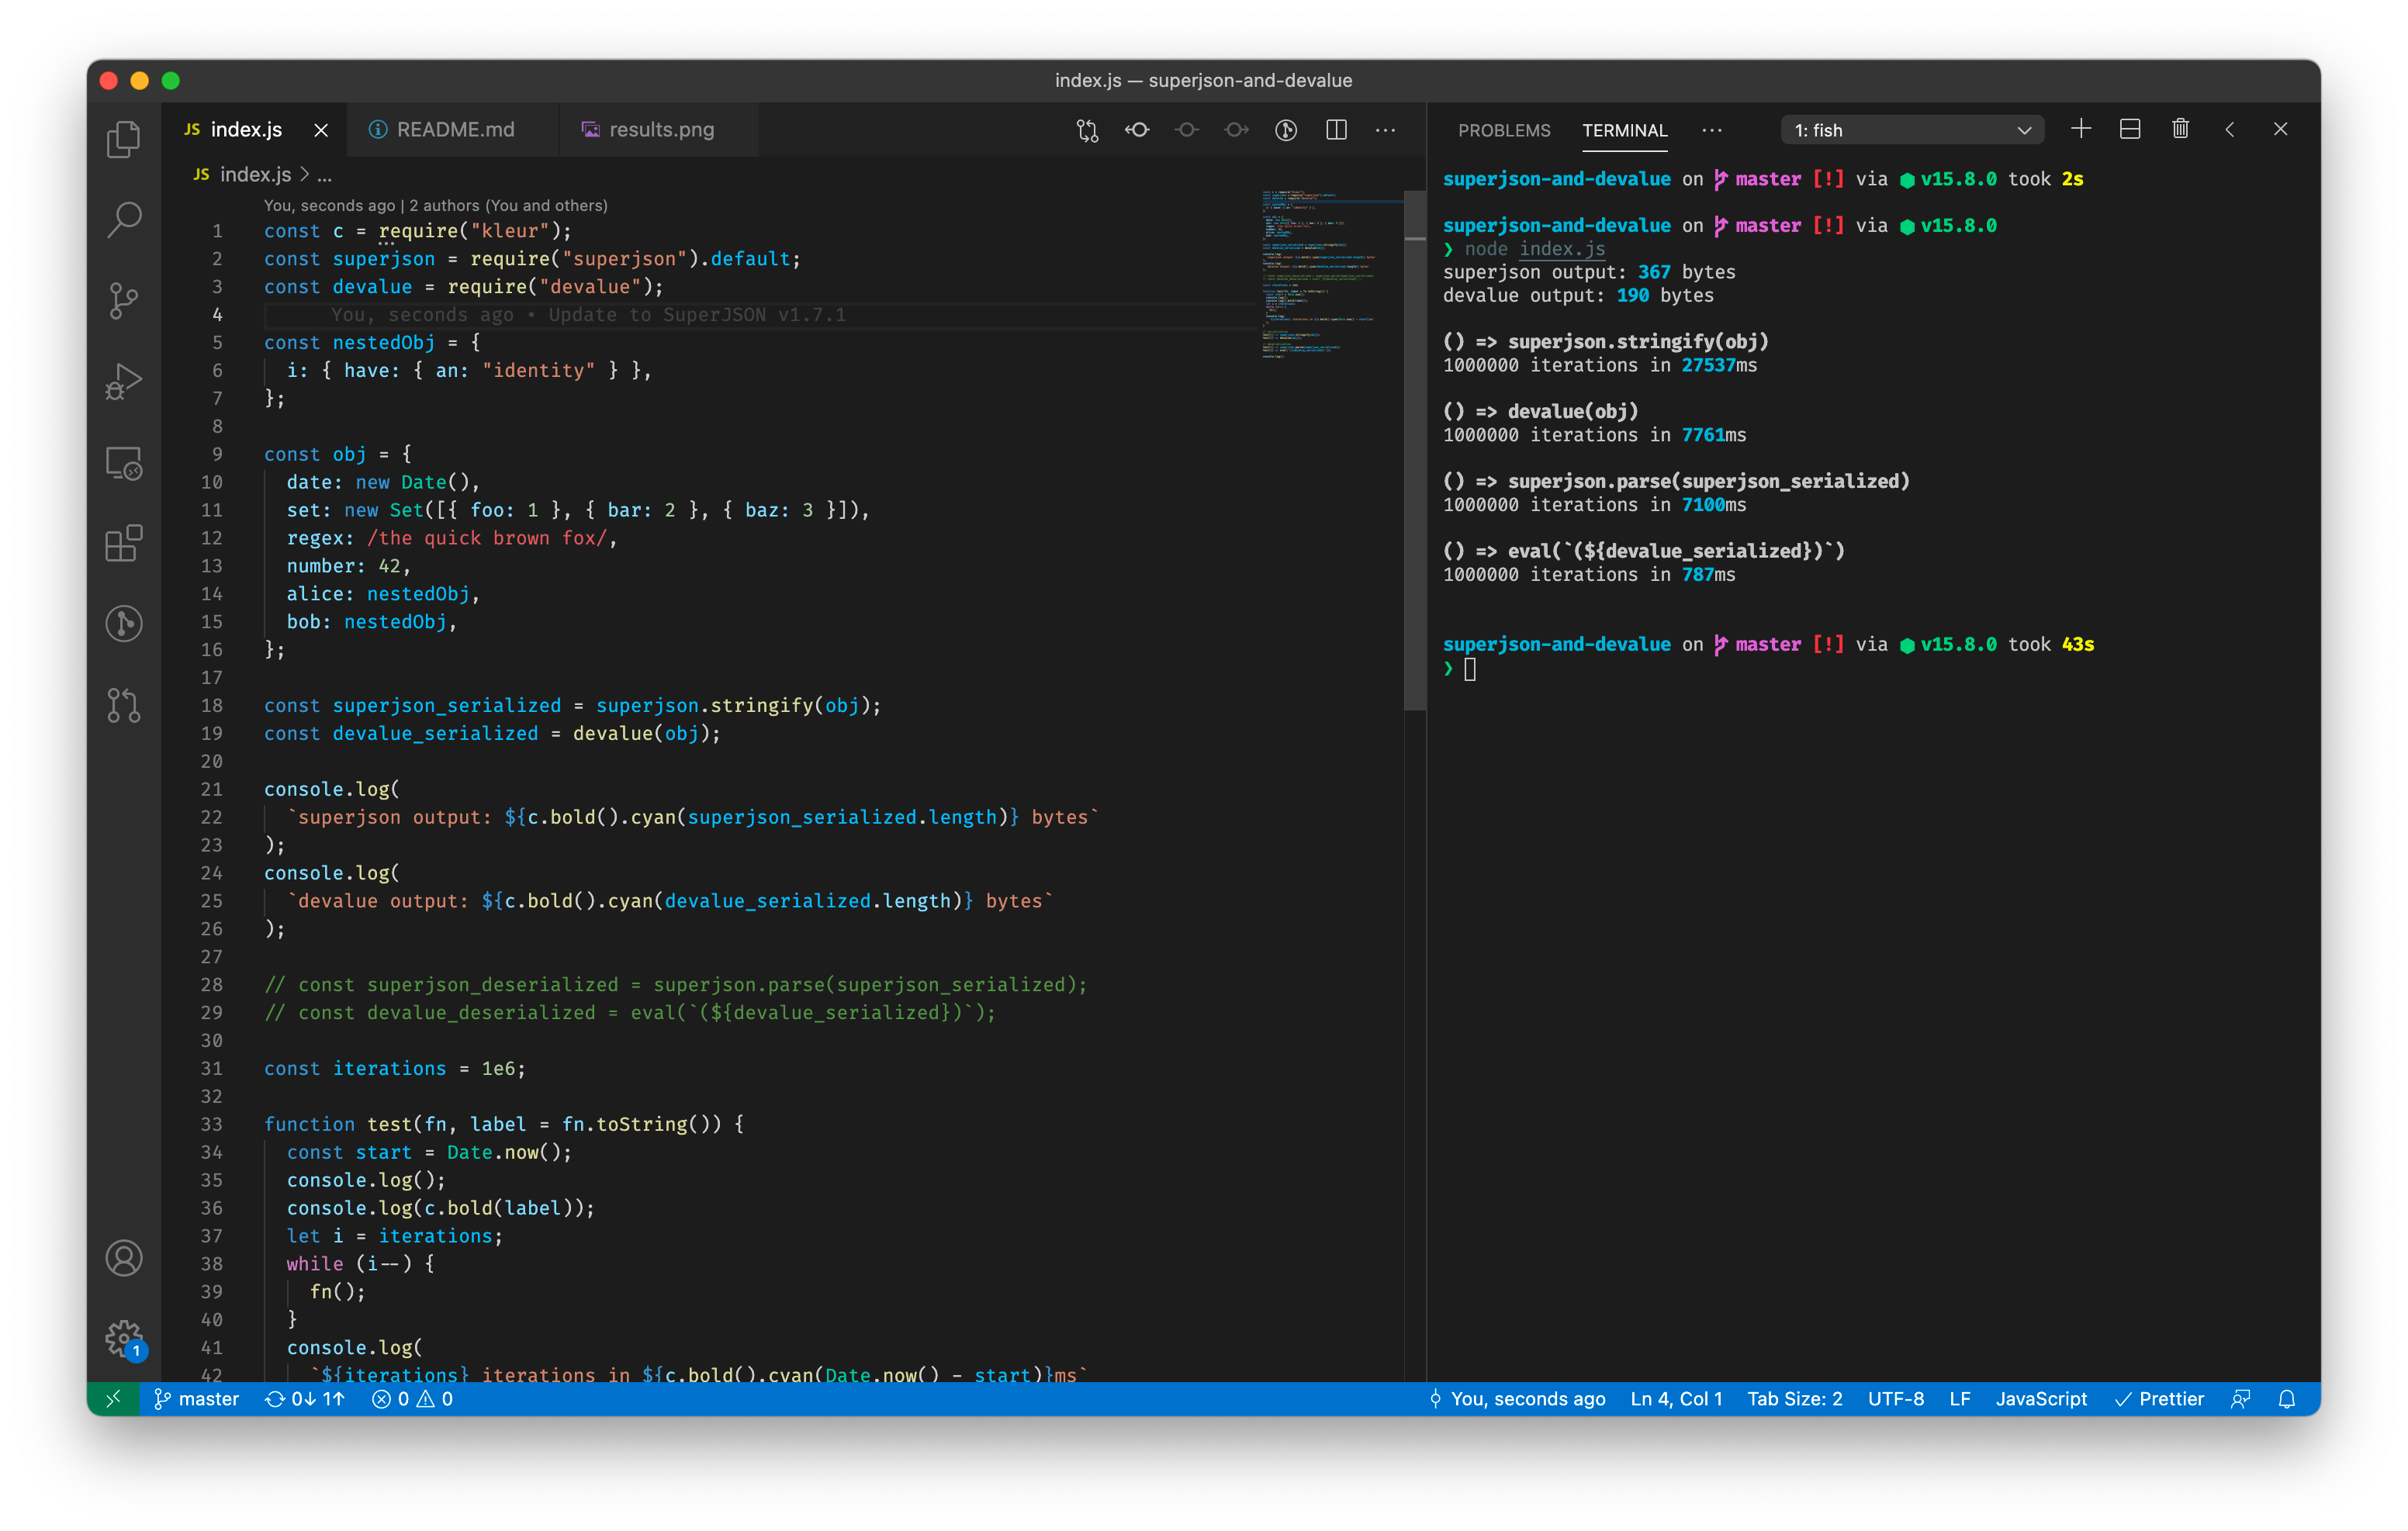 index.js — superjson-and-devalue
JS index.js
README.md
results.png
PROBLEMS
TERMINAL
1: fish
JS index.js > ...
You, seconds ago | 2 authors (You and others)
1 const c = require("kleur");
2 const superjson = require("superjson").default;
3 const devalue = require("devalue");
4 You, seconds ago • Update to SuperJSON v1.7.1
5 const nestedObj = {
6 i: { have: { an: "identity" } },
7 };
8
9 const obj = {
10 date: new Date(),
11 set: new Set([{ foo: 1 }, { bar: 2 }, { baz: 3 }]),
12 regex: /the quick brown fox/,
13 number: 42,
14 alice: nestedObj,
15 bob: nestedObj,
16 };
17
18 const superjson_serialized = superjson.stringify(obj);
19 const devalue_serialized = devalue(obj);
20
21 console.log(
22 `superjson output: ${c.bold().cyan(superjson_serialized.length)} bytes`
23 );
24 console.log(
25 `devalue output: ${c.bold().cyan(devalue_serialized.length)} bytes`
26 );
27
28 // const superjson_deserialized = superjson.parse(superjson_serialized);
29 // const devalue_deserialized = eval(`(${devalue_serialized})`);
30
31 const iterations = 1e6;
32
33 function test(fn, label = fn.toString()) {
34 const start = Date.now();
35 console.log();
36 console.log(c.bold(label));
37 let i = iterations;
38 while (i--) {
39 fn();
40 }
41 console.log(
42 `${iterations} iterations in ${c.bold().cyan(Date.now() - start)}ms`
superjson-and-devalue on master [!] via v15.8.0 took 2s
superjson-and-devalue on master [!] via v15.8.0
❯ node index.js
superjson output: 367 bytes
devalue output: 190 bytes
() => superjson.stringify(obj)
1000000 iterations in 27537ms
() => devalue(obj)
1000000 iterations in 7761ms
() => superjson.parse(superjson_serialized)
1000000 iterations in 7100ms
() => eval(`(${devalue_serialized})`)
1000000 iterations in 787ms
superjson-and-devalue on master [!] via v15.8.0 took 43s
❯
1
master 0↓ 1↑ 0 0 You, seconds ago Ln 4, Col 1 Tab Size: 2 UTF-8 LF JavaScript Prettier